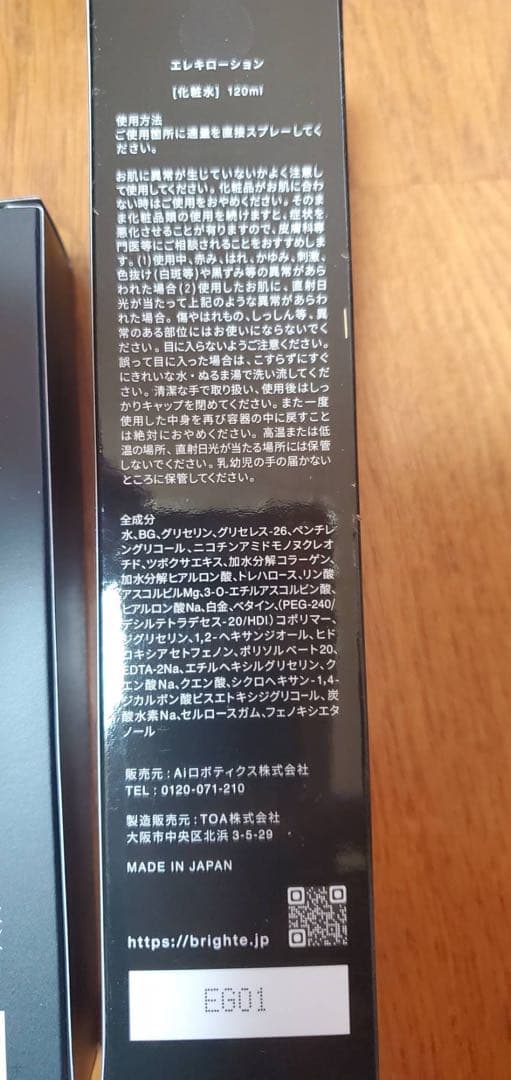 エレキローション
[化粧水] 120ml
使用方法
ご使用箇所に適量を直接スプレーしてく
ださい。
お肌に異常が生じていないかよく注意し
て使用してください。化粧品がお肌に合わ
ない時はご使用をおやめください。そのま
ま化粧品類の使用を続けますと、症状を
悪化させることが有りますので、皮膚科専
門医等にご相談されることをおすすめしま
す。(1)使用中、赤み、はれ、かゆみ、刺激、
色抜け(白斑等)や黒ずみ等の異常があら
われた場合(2)使用したお肌に、直射日
光が当たって上記のような異常があらわ
れた場合。傷やはれもの、しっしん等、異
常のある部位にはお使いにならないでく
ださい。目に入らないようご注意ください。
誤って目に入った場合は、こすらずにすぐ
にきれいな水・ぬるま湯で洗い流してくだ
さい。清潔な手で取り扱い、使用後はしっ
かりキャップを閉めてください。また一度
使用した中身を再び容器の中に戻すこと
は絶対におやめください。高温または低
温の場所、直射日光が当たる場所には保管
しないでください。乳幼児の手の届かない
ところに保管してください。
全成分
水、BG、グリセリン、グリセレス-26、ペンチレ
ングリコール、ニコチンアミドモノヌクレオ
チド、ツボクサエキス、加水分解コラーゲン、
加水分解ヒアルロン酸、トレハロース、リン酸
アスコルビルMg、3-O-エチルアスコルビン酸、
ヒアルロン酸Na、白金、ベタイン、(PEG-240/
デシルテトラデセス-20/HDI)コポリマー、
ジグリセリン、1,2-ヘキサンジオール、ヒド
ロキシアセトフェノン、ポリソルベート20、
EDTA-2Na、エチルヘキシルグリセリン、ク
エン酸Na、クエン酸、シクロヘキサン-1,4-
ジカルボン酸ビスエトキシジグリコール、炭
酸水素Na、セルロースガム、フェノキシエタ
ノール
販売元:Aiロボティクス株式会社
TEL:0120-071-210
製造販売元:TOA株式会社
大阪市中央区北浜 3-5-29
MADE IN JAPAN
https://brighte.jp
EG01